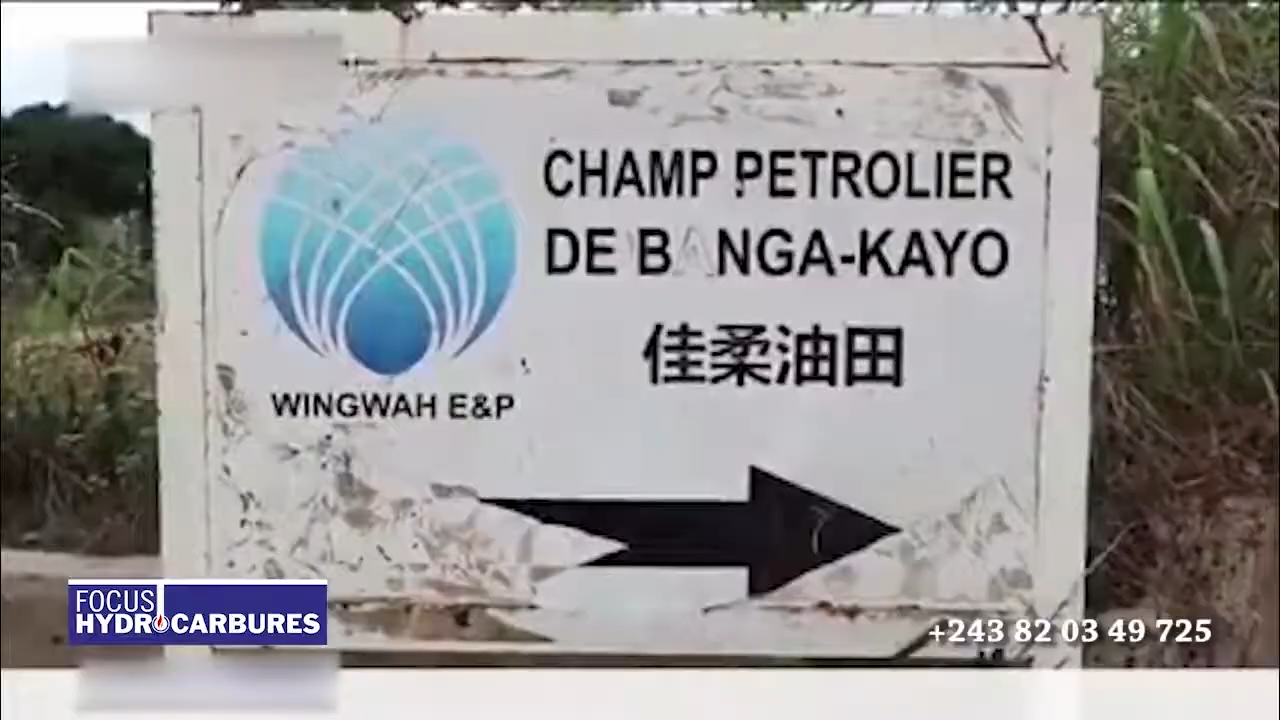 CHAMP PETROLIER
DE BANGA-KAYO
佳柔油田
WINGWAH E&P
FOCUS
HYDROCARBURES
+243 82 03 49 725